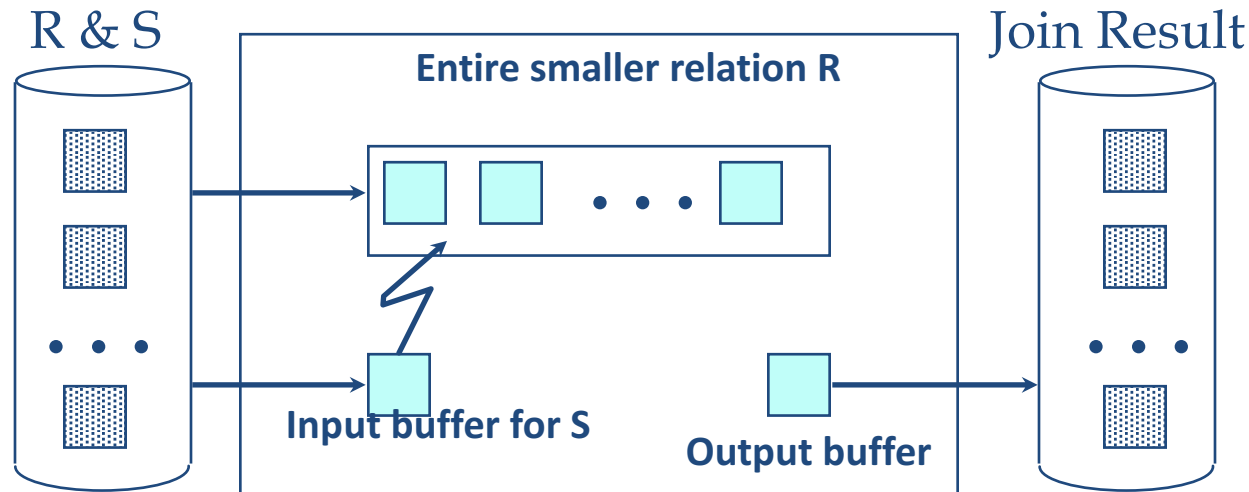 R & S
Join Result
Entire smaller relation R
Input buffer for S
Output buffer